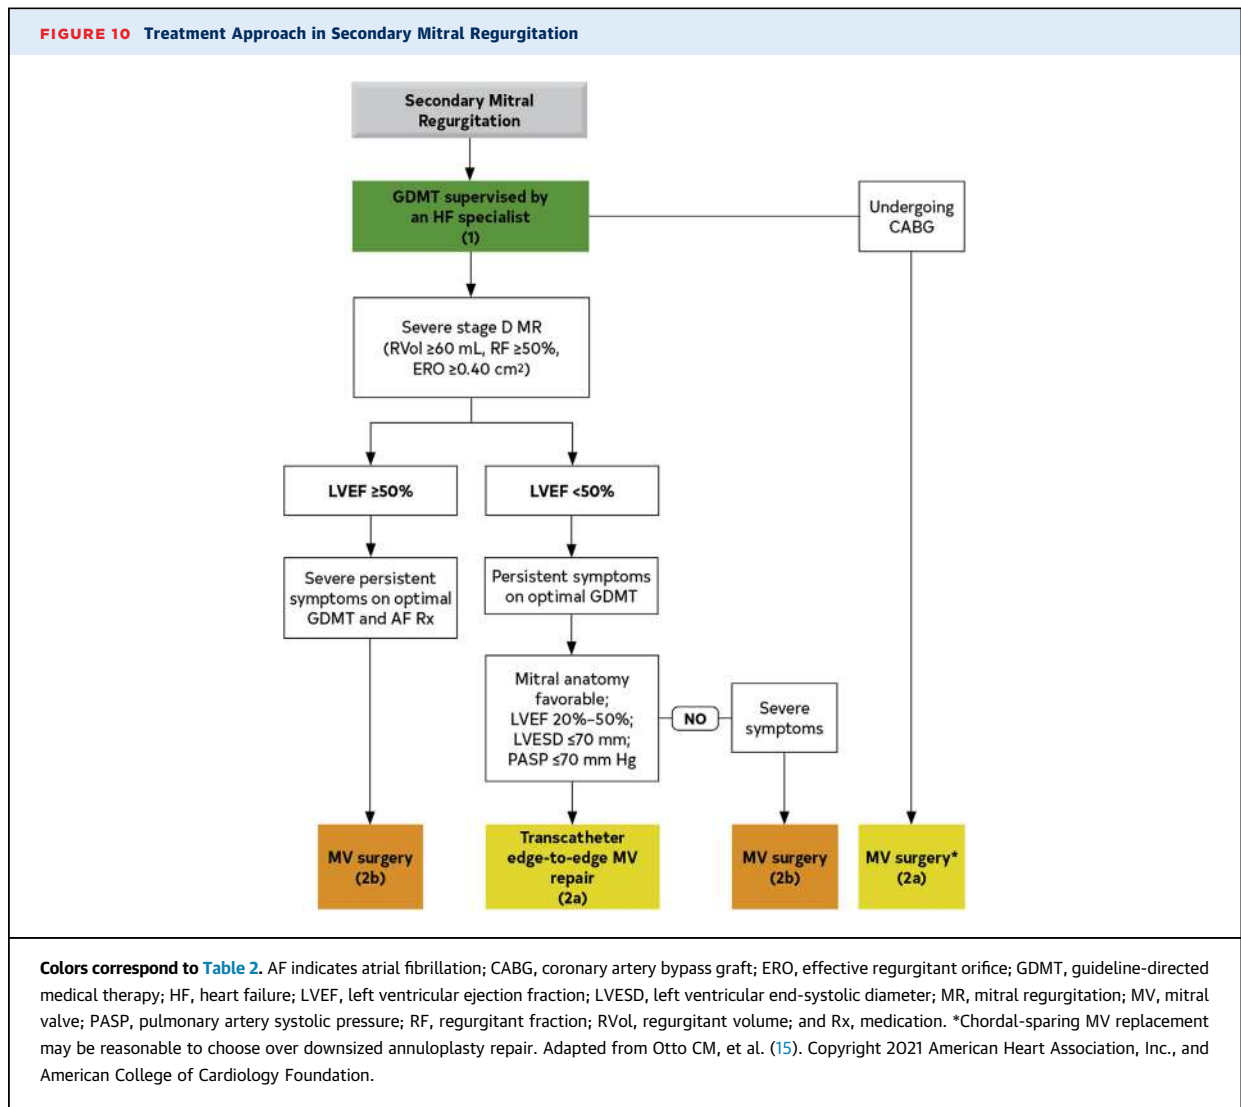 FIGURE 10 Treatment Approach in Secondary Mitral Regurgitation
Secondary Mitral
Regurgitation
GDMT supervised by
an HF specialist
(1)
Undergoing
CABG
Severe stage D MR
(RVol ≥60 mL, RF ≥50%,
ERO ≥0.40 cm²)
LVEF ≥50%
LVEF <50%
Severe persistent
symptoms on optimal
GDMT and AF Rx
Persistent symptoms
on optimal GDMT
Mitral anatomy
favorable;
LVEF 20%–50%;
LVESD ≤70 mm;
PASP ≤70 mm Hg
NO
Severe
symptoms
MV surgery
(2b)
Transcatheter
edge-to-edge MV
repair
(2a)
MV surgery
(2b)
MV surgery*
(2a)
Colors correspond to Table 2. AF indicates atrial fibrillation; CABG, coronary artery bypass graft; ERO, effective regurgitant orifice; GDMT, guideline-directed
medical therapy; HF, heart failure; LVEF, left ventricular ejection fraction; LVESD, left ventricular end-systolic diameter; MR, mitral regurgitation; MV, mitral
valve; PASP, pulmonary artery systolic pressure; RF, regurgitant fraction; RVol, regurgitant volume; and Rx, medication. *Chordal-sparing MV replacement
may be reasonable to choose over downsized annuloplasty repair. Adapted from Otto CM, et al. (15). Copyright 2021 American Heart Association, Inc., and
American College of Cardiology Foundation.